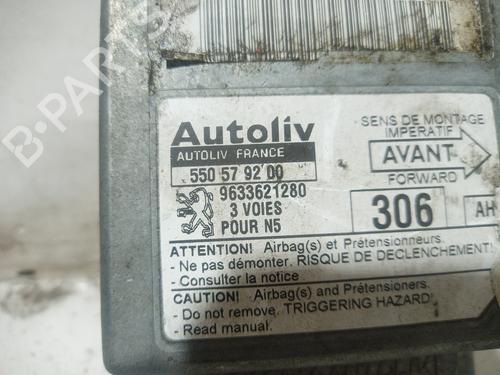 B-PARTS
Autoliv
AUTOLIV FRANCE
550 57 92 00
9633621280
3 VOIES
POUR N5
SENS DE MONTAGE
IMPERATIF
AVANT
FORWARD
306
AH
ATTENTION! Airbag(s) et Prétensionneurs.
- Ne pas démonter. RISQUE DE DECLENCHEMENT
- Consulter la notice
CAUTION! Airbag(s) and Pretensioners.
- Do not remove. TRIGGERING HAZARD!
- Read manual.